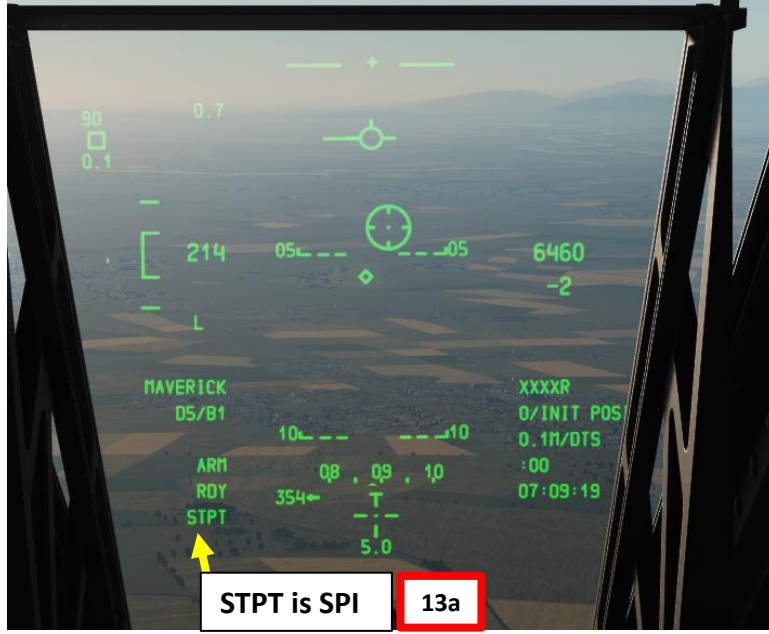 90
0.7
0.1
214
05 05
6460
-2
L
MAVERICK
D5/B1
XXXXR
0/INIT POS
0.1M/DTS
10 10
ARM
RDY
STPT
08 . 09 . 10
:00
07:09:19
354
T
5.0
STPT is SPI
13a